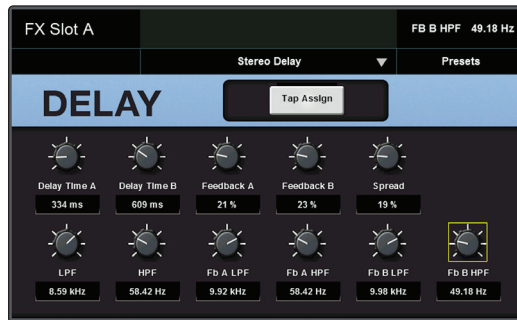 FX Slot A FB B HPF 49.18 Hz
Stereo Delay Presets
DELAY Tap Assign
Delay Time A Delay Time B Feedback A Feedback B Spread
334 ms 609 ms 21 % 23 % 19 %
LPF HPF Fb A LPF Fb A HPF Fb B LPF Fb B HPF
8.59 kHz 58.42 Hz 9.92 kHz 58.42 Hz 9.98 kHz 49.18 Hz